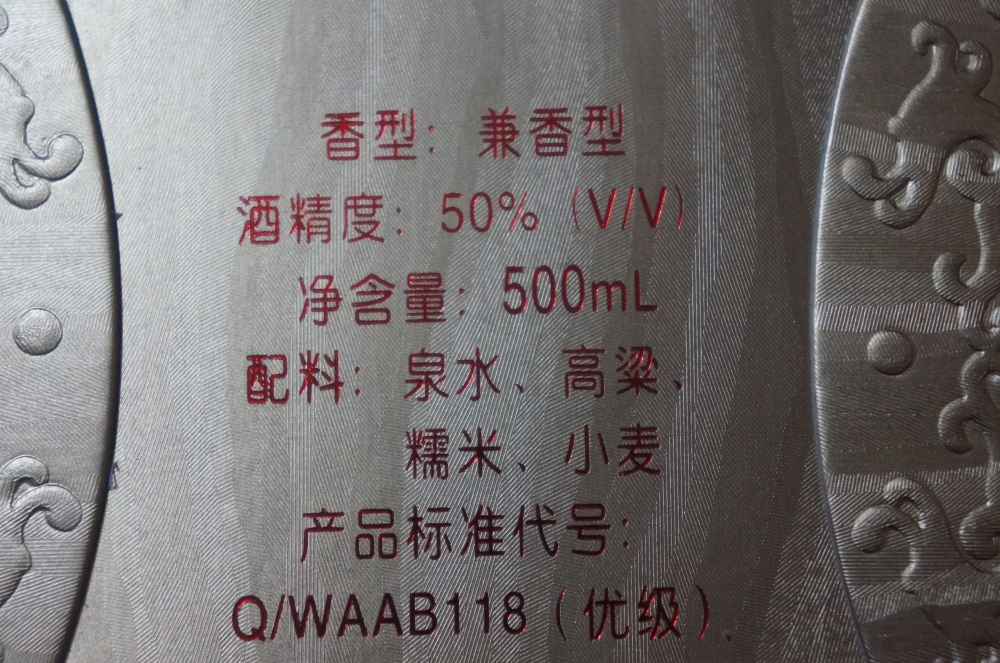 香型：兼香型
酒精度：50%（V/V）
净含量：500mL
配料：泉水、高粱、
糯米、小麦
产品标准代号：
Q/WAAB118（优级）